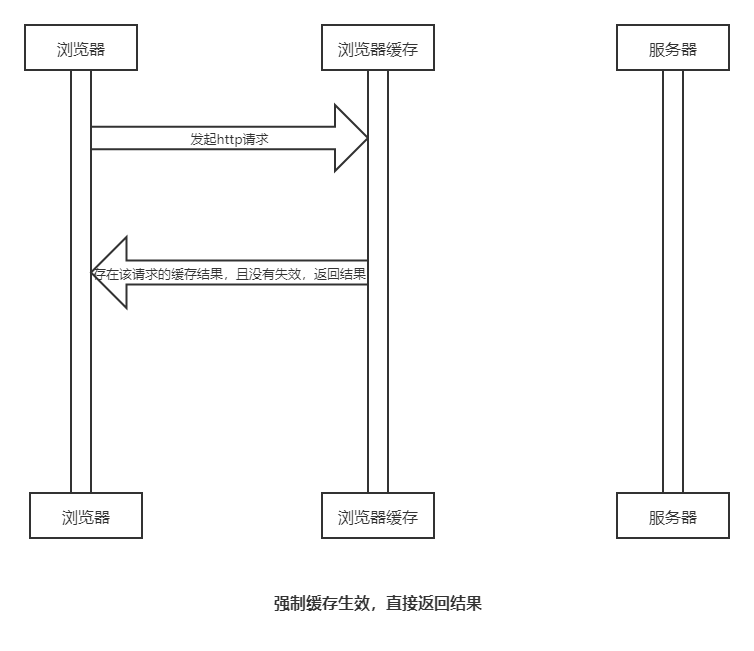 浏览器
浏览器缓存
服务器
发起http请求
存在该请求的缓存结果，且没有失效，返回结果
浏览器
浏览器缓存
服务器
强制缓存生效，直接返回结果